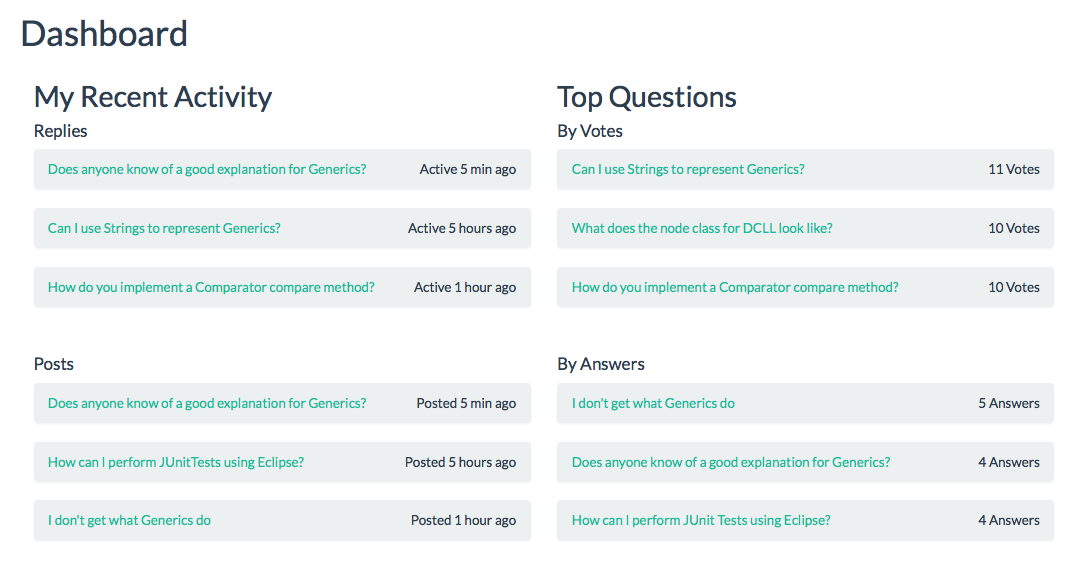 Dashboard
My Recent Activity
Replies
Does anyone know of a good explanation for Generics? Active 5 min ago
Can I use Strings to represent Generics? Active 5 hours ago
How do you implement a Comparator compare method? Active 1 hour ago
Posts
Does anyone know of a good explanation for Generics? Posted 5 min ago
How can I perform JUnitTests using Eclipse? Posted 5 hours ago
I don't get what Generics do Posted 1 hour ago
Top Questions
By Votes
Can I use Strings to represent Generics? 11 Votes
What does the node class for DCLL look like? 10 Votes
How do you implement a Comparator compare method? 10 Votes
By Answers
I don't get what Generics do 5 Answers
Does anyone know of a good explanation for Generics? 4 Answers
How can I perform JUnit Tests using Eclipse? 4 Answers